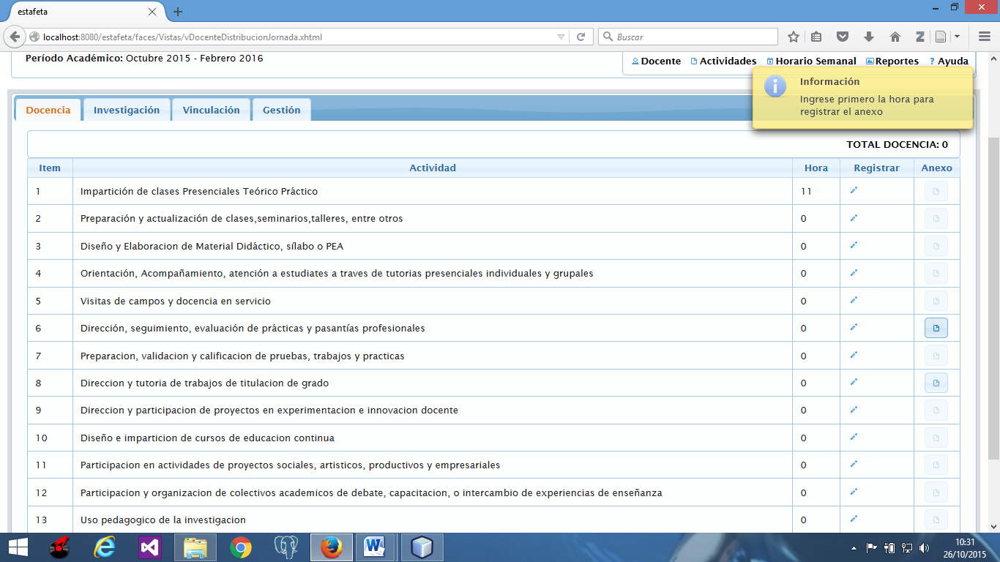 estafeta
localhost:8080/estafeta/faces/Vistas/vDocenteDistribucionJornada.xhtml
Buscar
Período Académico: Octubre 2015 - Febrero 2016
Docente Actividades Horario Semanal Reportes ? Ayuda
Información
Ingrese primero la hora para
registrar el anexo
Docencia Investigación Vinculación Gestión
TOTAL DOCENCIA: 0
Item Actividad Hora Registrar Anexo
1 Impartición de clases Presenciales Teórico Práctico 11
2 Preparación y actualización de clases,seminarios,talleres, entre otros 0
3 Diseño y Elaboracion de Material Didáctico, sílabo o PEA 0
4 Orientación, Acompañamiento, atención a estudiates a traves de tutorias presenciales individuales y grupales 0
5 Visitas de campos y docencia en servicio 0
6 Dirección, seguimiento, evaluación de prácticas y pasantías profesionales 0
7 Preparacion, validacion y calificacion de pruebas, trabajos y practicas 0
8 Direccion y tutoria de trabajos de titulacion de grado 0
9 Direccion y participacion de proyectos en experimentacion e innovacion docente 0
10 Diseño e imparticion de cursos de educacion continua 0
11 Participacion en actividades de proyectos sociales, artisticos, productivos y empresariales 0
12 Participacion y organizacion de colectivos academicos de debate, capacitacion, o intercambio de experiencias de enseñanza 0
13 Uso pedagogico de la investigacion 0
10:31
26/10/2015